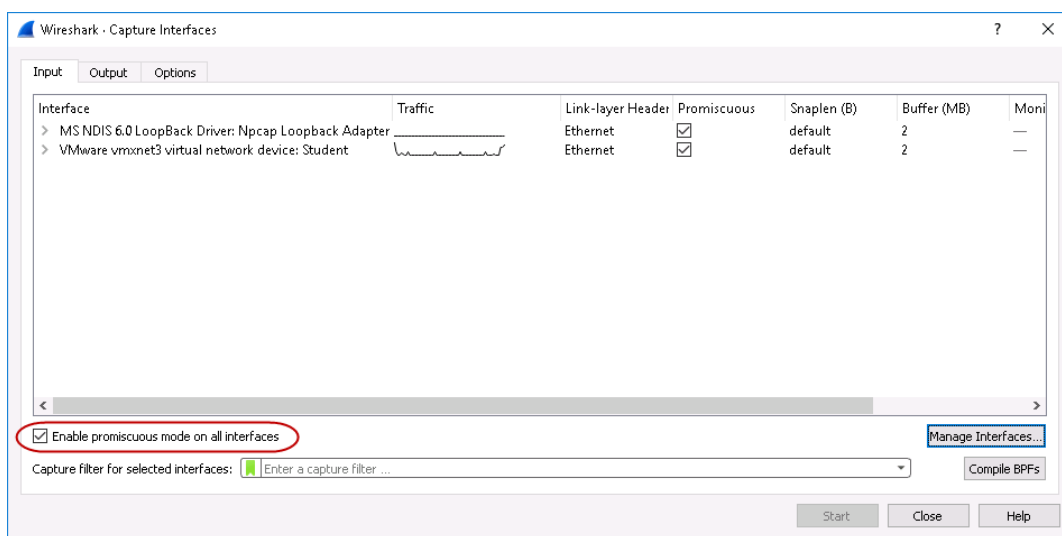 Wireshark · Capture Interfaces ?
Input Output Options
Interface Traffic Link-layer Header Promiscuous Snaplen (B) Buffer (MB) Moni
MS NDIS 6.0 LoopBack Driver: Npcap Loopback Adapter Ethernet default 2 —
VMware vmxnet3 virtual network device: Student Ethernet default 2 —
Enable promiscuous mode on all interfaces Manage Interfaces...
Capture filter for selected interfaces: Enter a capture filter ... Compile BPFs
Start Close Help